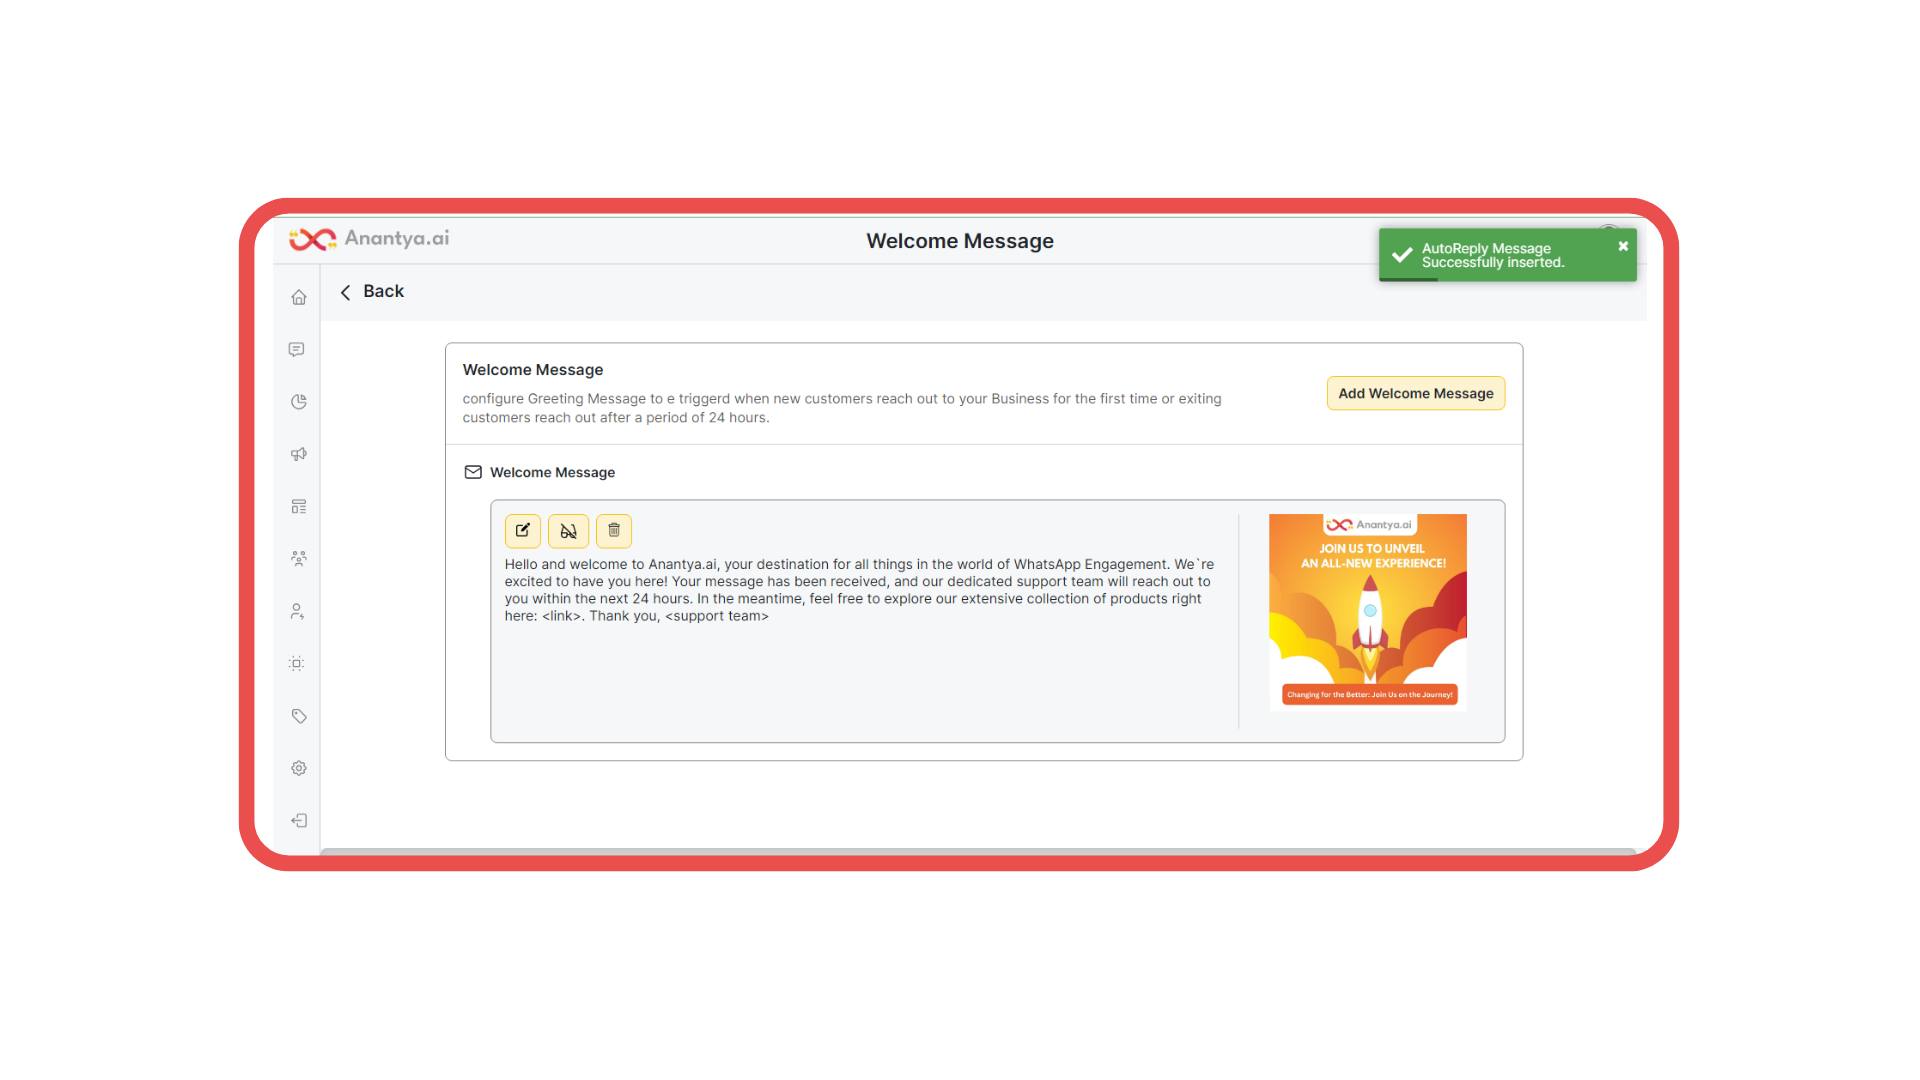 Anantya.ai
Welcome Message
AutoReply Message
Successfully inserted.
Back
Welcome Message
configure Greeting Message to e triggerd when new customers reach out to your Business for the first time or exiting
customers reach out after a period of 24 hours.
Add Welcome Message
Welcome Message
Hello and welcome to Anantya.ai, your destination for all things in the world of WhatsApp Engagement. We`re
excited to have you here! Your message has been received, and our dedicated support team will reach out to
you within the next 24 hours. In the meantime, feel free to explore our extensive collection of products right
here: <link>. Thank you, <support team>
Anantya.ai
JOIN US TO UNVEIL
AN ALL-NEW EXPERIENCE!
Changing for the Better: Join Us on the Journey!